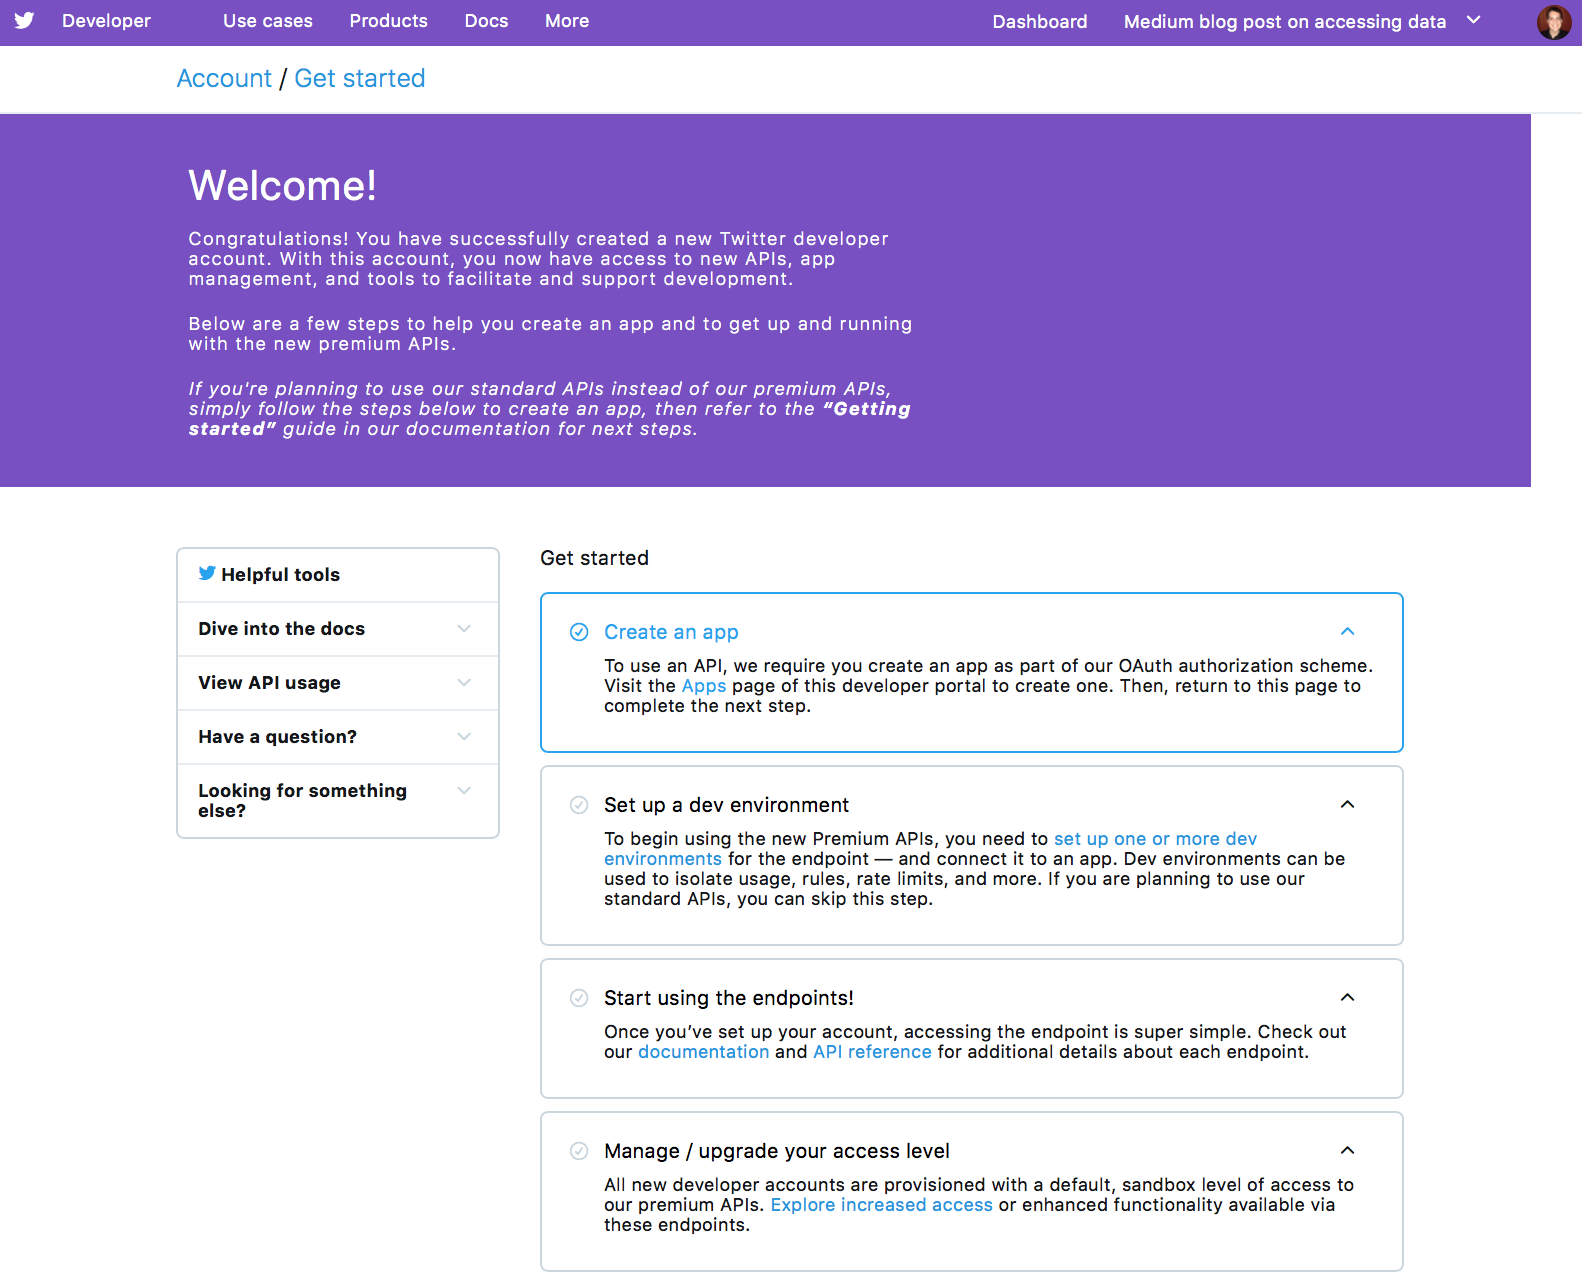 Developer Use cases Products Docs More Dashboard Medium blog post on accessing data
Account / Get started
Welcome!
Congratulations! You have successfully created a new Twitter developer
account. With this account, you now have access to new APIs, app
management, and tools to facilitate and support development.
Below are a few steps to help you create an app and to get up and running
with the new premium APIs.
If you're planning to use our standard APIs instead of our premium APIs,
simply follow the steps below to create an app, then refer to the “Getting
started” guide in our documentation for next steps.
Helpful tools
Dive into the docs
View API usage
Have a question?
Looking for something
else?
Get started
Create an app
To use an API, we require you create an app as part of our OAuth authorization scheme.
Visit the Apps page of this developer portal to create one. Then, return to this page to
complete the next step.
Set up a dev environment
To begin using the new Premium APIs, you need to set up one or more dev
environments for the endpoint — and connect it to an app. Dev environments can be
used to isolate usage, rules, rate limits, and more. If you are planning to use our
standard APIs, you can skip this step.
Start using the endpoints!
Once you’ve set up your account, accessing the endpoint is super simple. Check out
our documentation and API reference for additional details about each endpoint.
Manage / upgrade your access level
All new developer accounts are provisioned with a default, sandbox level of access to
our premium APIs. Explore increased access or enhanced functionality available via
these endpoints.